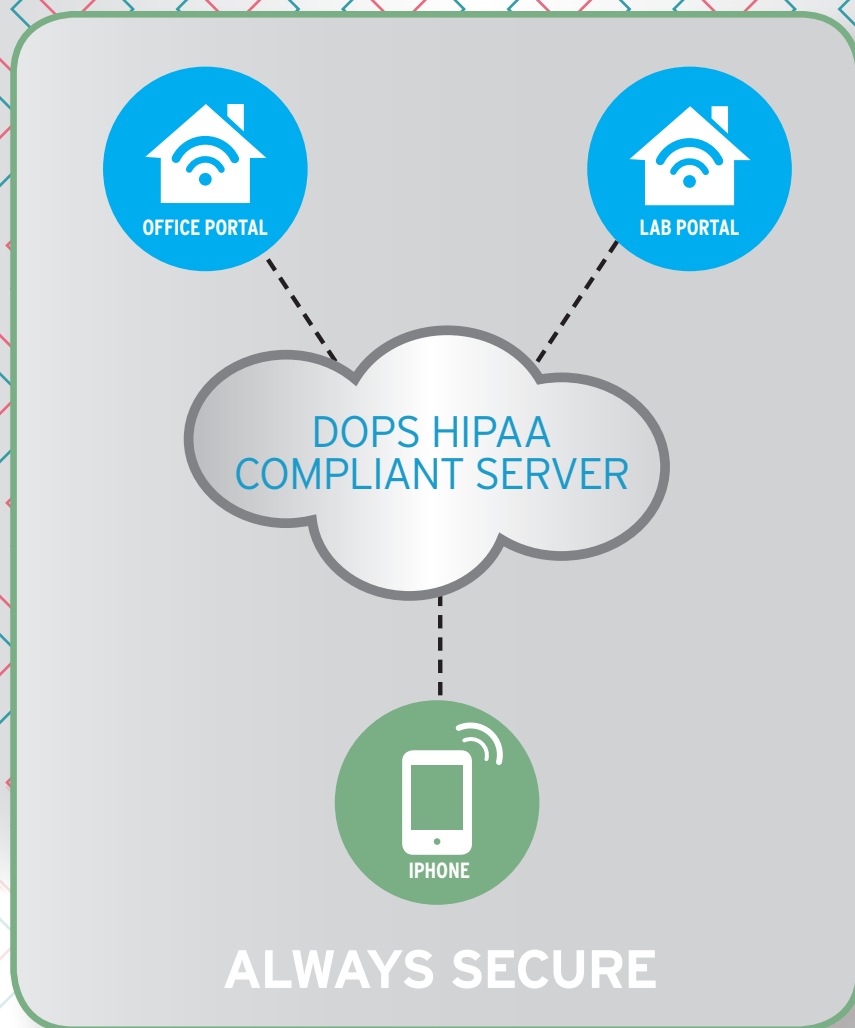 OFFICE PORTAL
LAB PORTAL
DOPS HIPAA
COMPLIANT SERVER
IPHONE
ALWAYS SECURE